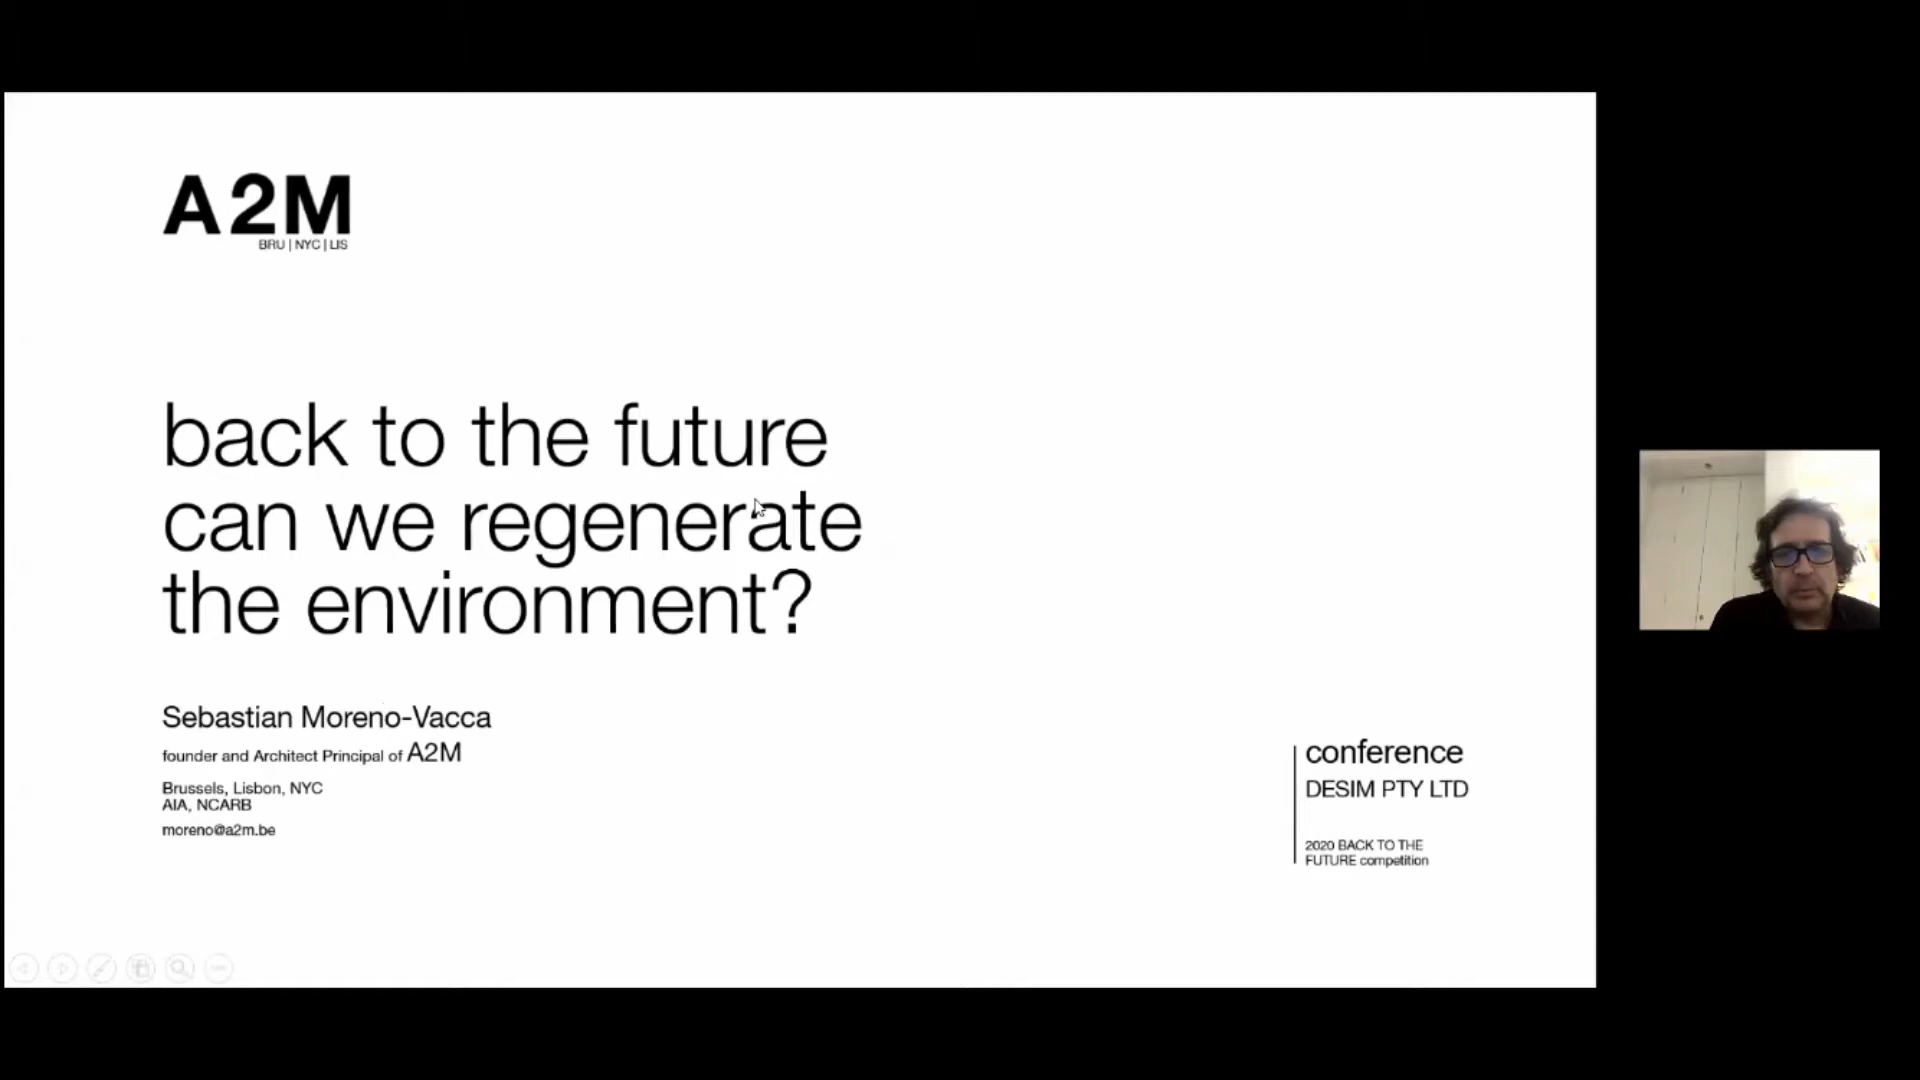 A2M
BRU | NYC | LIS
back to the future
can we regenerate
the environment?
Sebastian Moreno-Vacca
founder and Architect Principal of A2M
Brussels, Lisbon, NYC
AIA, NCARB
moreno@a2m.be
conference
DESIM PTY LTD
2020 BACK TO THE
FUTURE competition